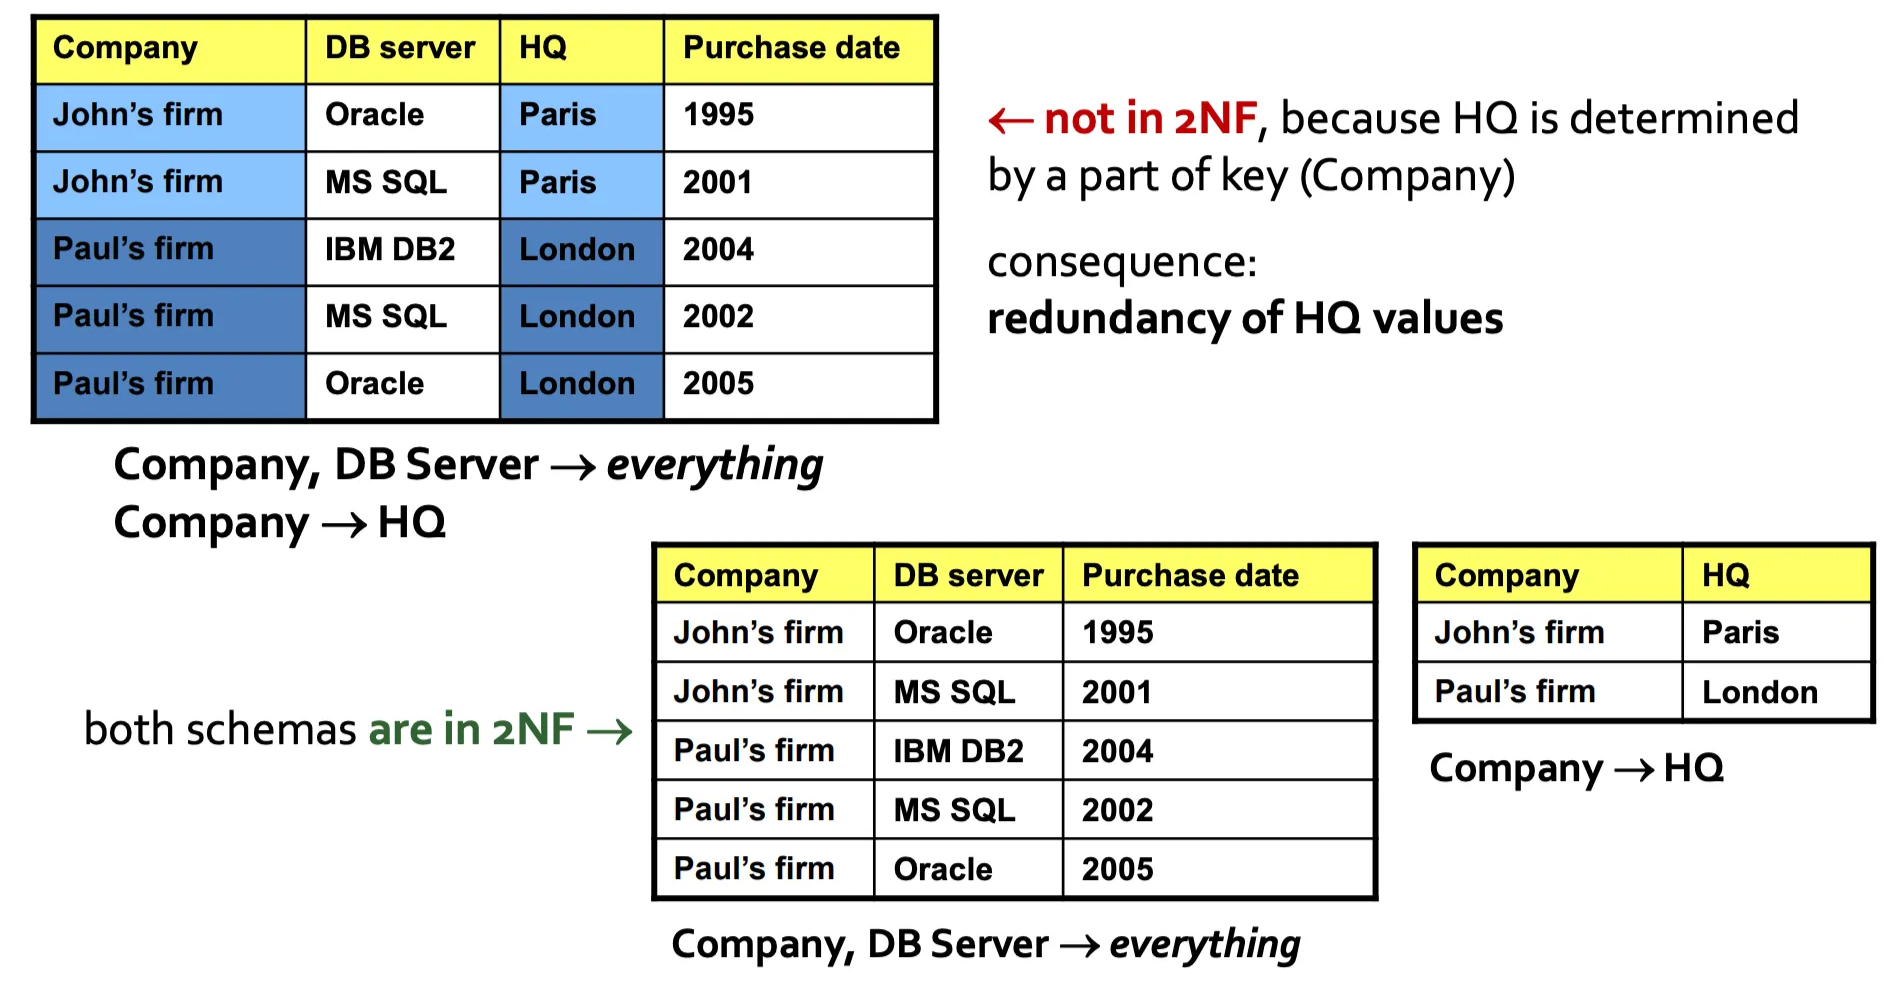 Company DB server HQ Purchase date
John’s firm Oracle Paris 1995
John’s firm MS SQL Paris 2001
Paul’s firm IBM DB2 London 2004
Paul’s firm MS SQL London 2002
Paul’s firm Oracle London 2005
← not in 2NF, because HQ is determined
by a part of key (Company)
consequence:
redundancy of HQ values
Company, DB Server → everything
Company → HQ
both schemas are in 2NF →
Company DB server Purchase date
John’s firm Oracle 1995
John’s firm MS SQL 2001
Paul’s firm IBM DB2 2004
Paul’s firm MS SQL 2002
Paul’s firm Oracle 2005
Company, DB Server → everything
Company HQ
John’s firm Paris
Paul’s firm London
Company → HQ